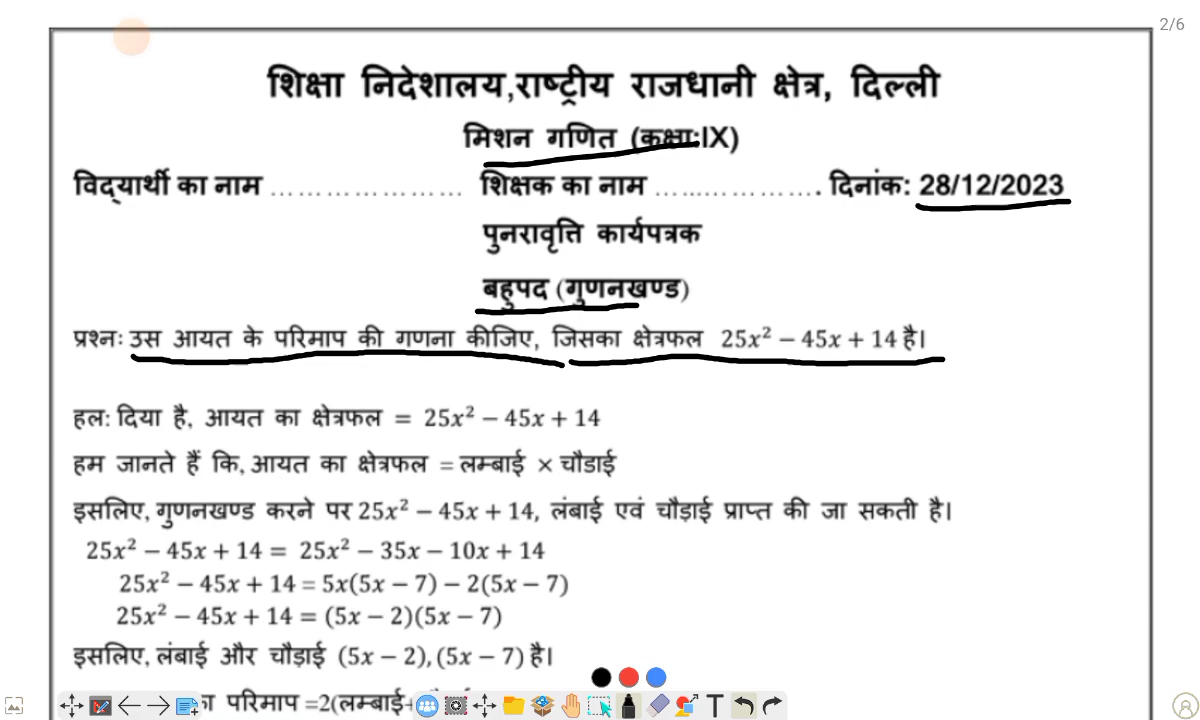 2/6
शिक्षा निदेशालय,राष्ट्रीय राजधानी क्षेत्र, दिल्ली
मिशन गणित (कक्षा:IX)
विद्यार्थी का नाम ………………… शिक्षक का नाम ………………. दिनांक: 28/12/2023
पुनरावृत्ति कार्यपत्रक
बहुपद (गुणनखण्ड)
प्रश्न: उस आयत के परिमाप की गणना कीजिए, जिसका क्षेत्रफल 25x² − 45x + 14 है।
हल: दिया है, आयत का क्षेत्रफल = 25x² − 45x + 14
हम जानते हैं कि, आयत का क्षेत्रफल = लम्बाई × चौडाई
इसलिए, गुणनखण्ड करने पर 25x² − 45x + 14, लंबाई एवं चौड़ाई प्राप्त की जा सकती है।
25x² − 45x + 14 = 25x² − 35x − 10x + 14
25x² − 45x + 14 = 5x(5x − 7) − 2(5x − 7)
25x² − 45x + 14 = (5x − 2)(5x − 7)
इसलिए, लंबाई और चौड़ाई (5x − 2), (5x − 7) है।
परिमाप =2(लम्बाई+